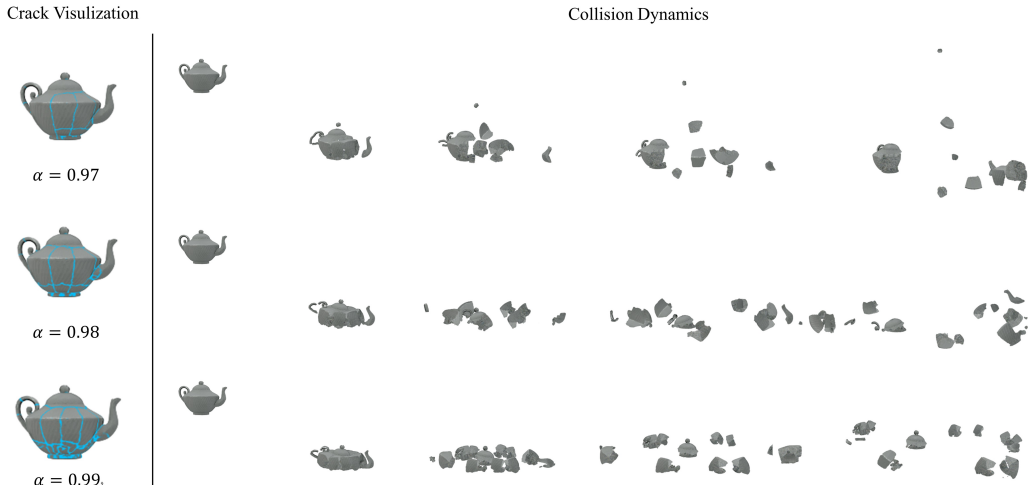 Crack Visulization
Collision Dynamics
α = 0.97
α = 0.98
α = 0.99.